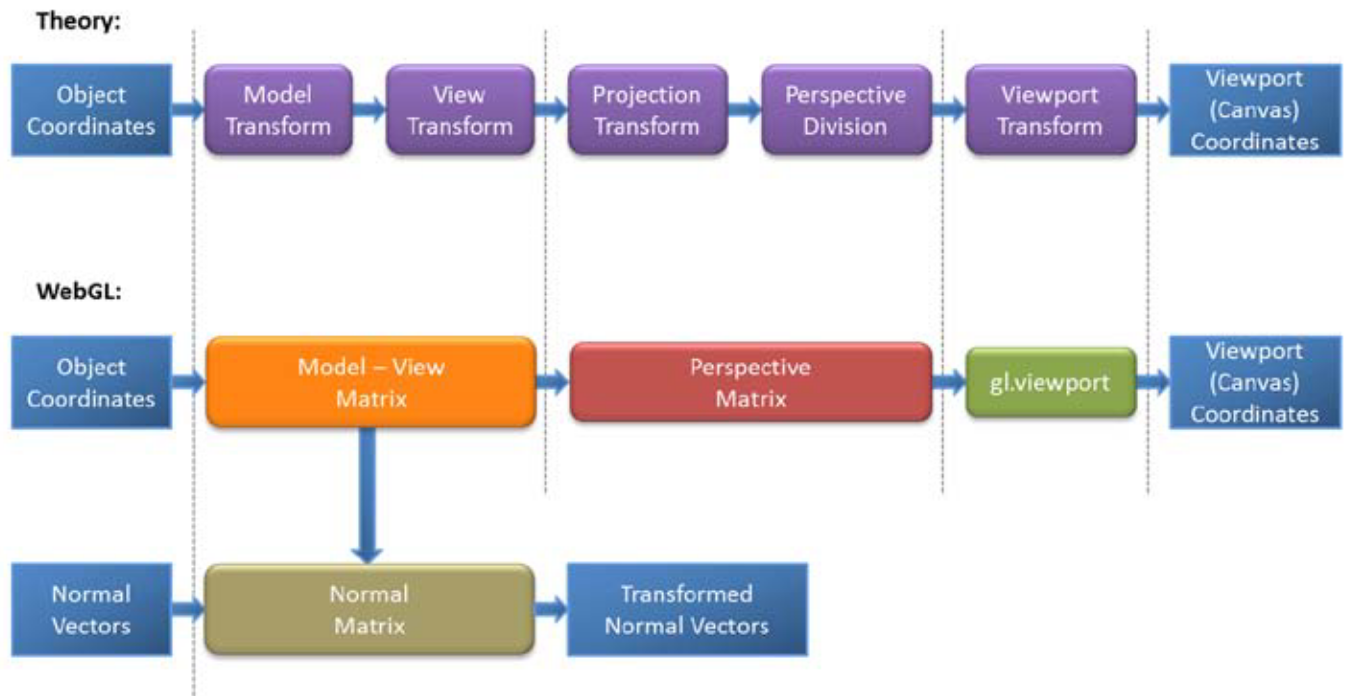 Theory:
Object
Coordinates
Model
Transform
View
Transform
Projection
Transform
Perspective
Division
Viewport
Transform
Viewport
(Canvas)
Coordinates
WebGL:
Object
Coordinates
Model – View
Matrix
Perspective
Matrix
gl.viewport
Viewport
(Canvas)
Coordinates
Normal
Vectors
Normal
Matrix
Transformed
Normal Vectors